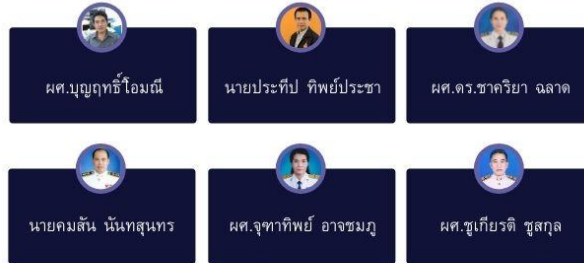 ผศ.บุญฤทธิ์โอมณี
นายประทีป ทิพย์ประชา
ผศ.ดร.ชาคริยา ฉลาด
นายคมสัน นันทสุนทร
ผศ.จุฑาทิพย์ อาจชมภู
ผศ.ชูเกียรติ ชูสกุล